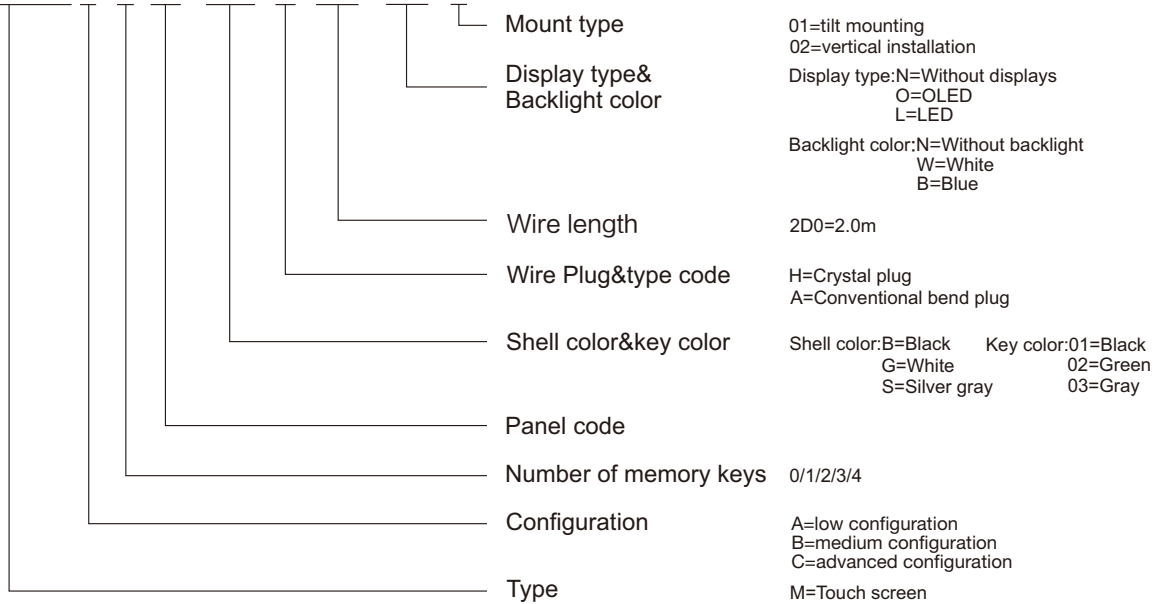 Mount type 01=tilt mounting
02=vertical installation
Display type& Display type:N=Without displays
Backlight color O=OLED
L=LED
Backlight color:N=Without backlight
W=White
B=Blue
Wire length 2D0=2.0m
Wire Plug&type code H=Crystal plug
A=Conventional bend plug
Shell color&key color Shell color:B=Black Key color:01=Black
G=White 02=Green
S=Silver gray 03=Gray
Panel code
Number of memory keys 0/1/2/3/4
Configuration A=low configuration
B=medium configuration
C=advanced configuration
Type M=Touch screen